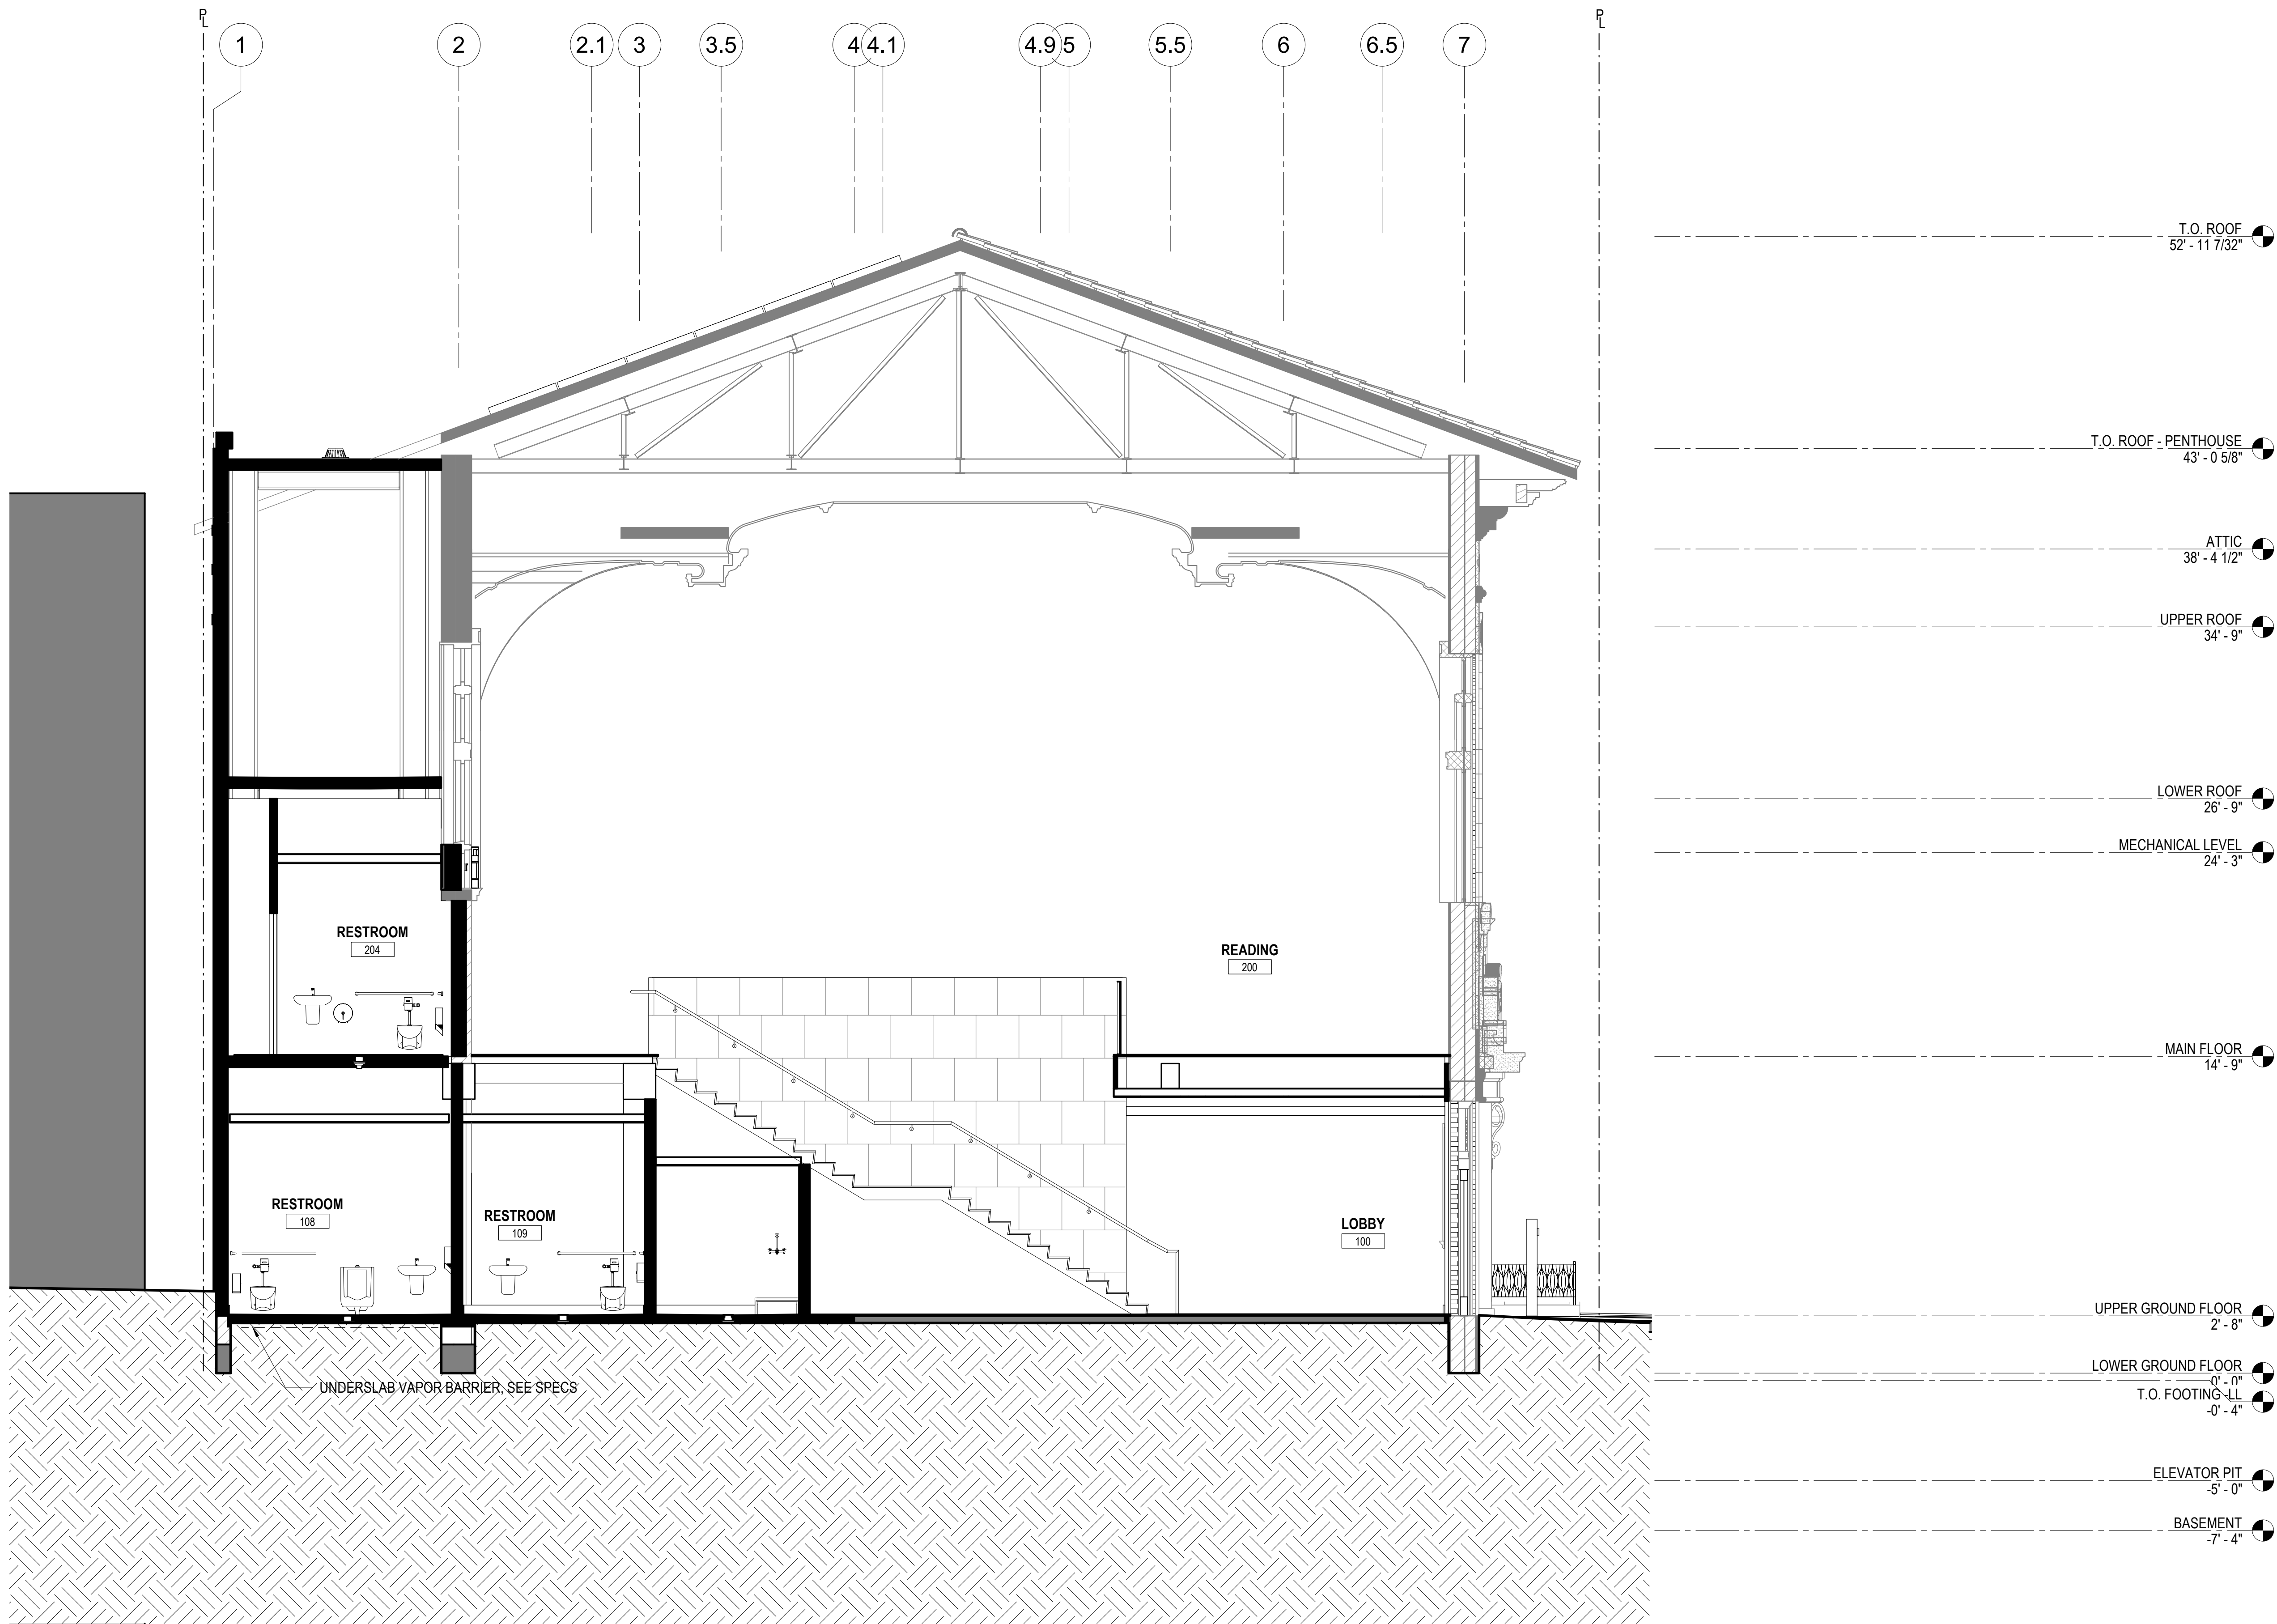 P
L
P
L
1
2
2.1
3
3.5
4
4.1
4.9
5
5.5
6
6.5
7
T.O. ROOF
52' - 11 7/32"
T.O. ROOF - PENTHOUSE
43' - 0 5/8"
ATTIC
38' - 4 1/2"
UPPER ROOF
34' - 9"
LOWER ROOF
26' - 9"
MECHANICAL LEVEL
24' - 3"
RESTROOM
204
READING
200
MAIN FLOOR
14' - 9"
RESTROOM
108
RESTROOM
109
LOBBY
100
UPPER GROUND FLOOR
2' - 8"
LOWER GROUND FLOOR
0' - 0"
UNDERSLAB VAPOR BARRIER, SEE SPECS
T.O. FOOTING -LL
-0' - 4"
ELEVATOR PIT
-5' - 0"
BASEMENT
-7' - 4"